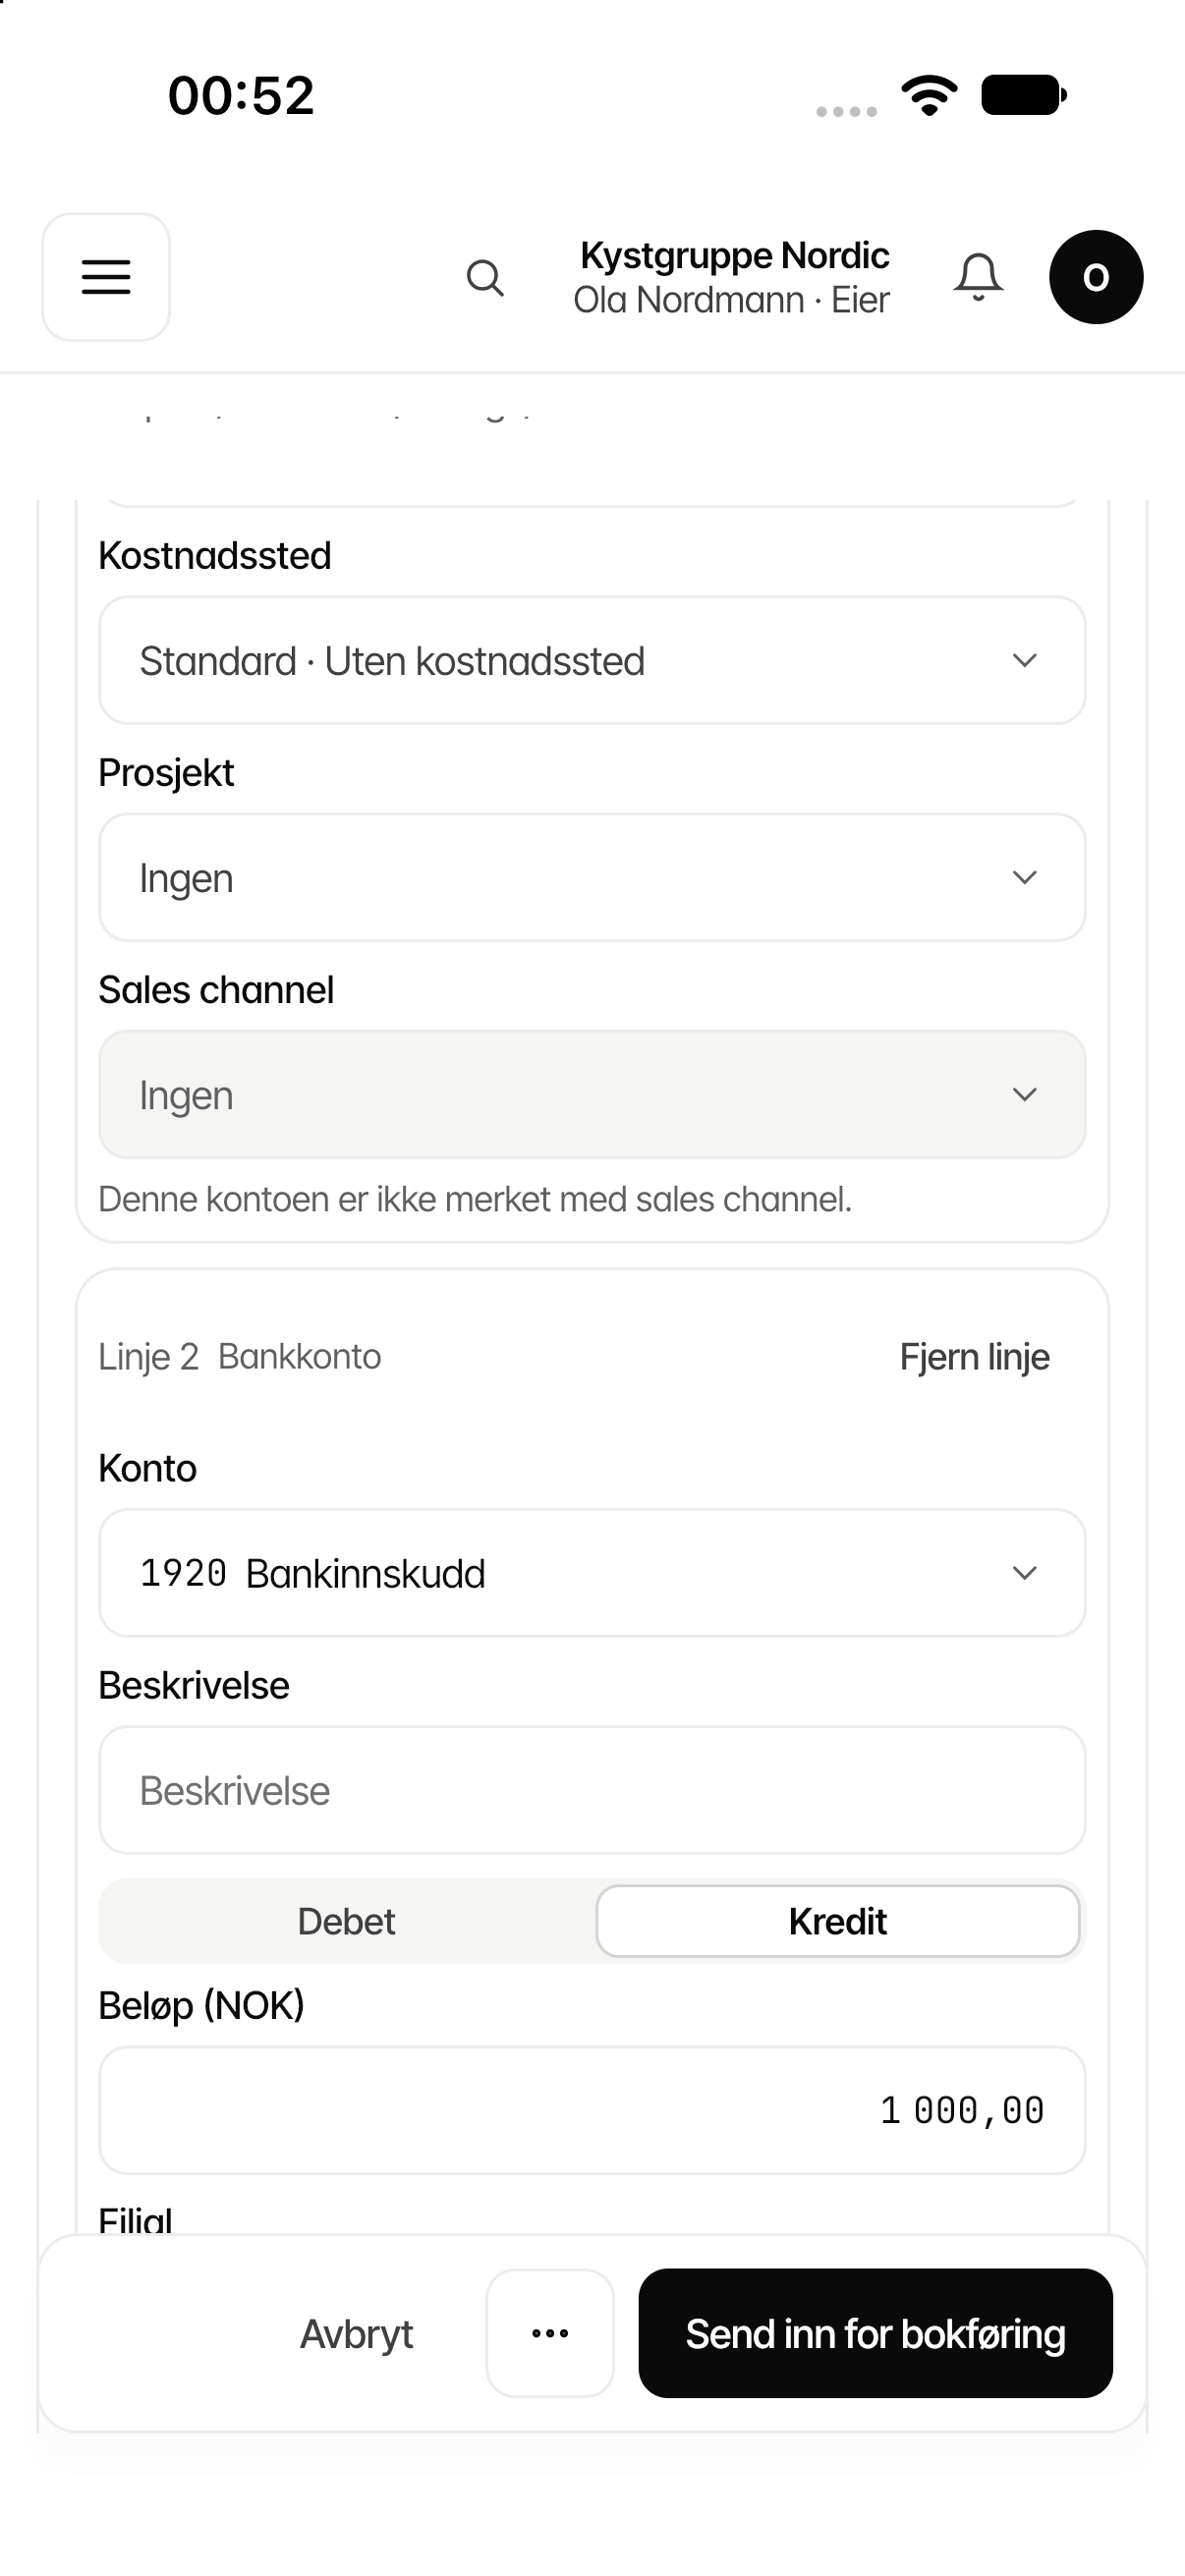 00:52
Kystgruppe Nordic
Ola Nordmann · Eier
O
Kostnadssted
Standard · Uten kostnadssted
Prosjekt
Ingen
Sales channel
Ingen
Denne kontoen er ikke merket med sales channel.
Linje 2 Bankkonto
Fjern linje
Konto
1920 Bankinnskudd
Beskrivelse
Beskrivelse
Debet
Kredit
Beløp (NOK)
1 000,00
Filial
Avbryt
Send inn for bokføring